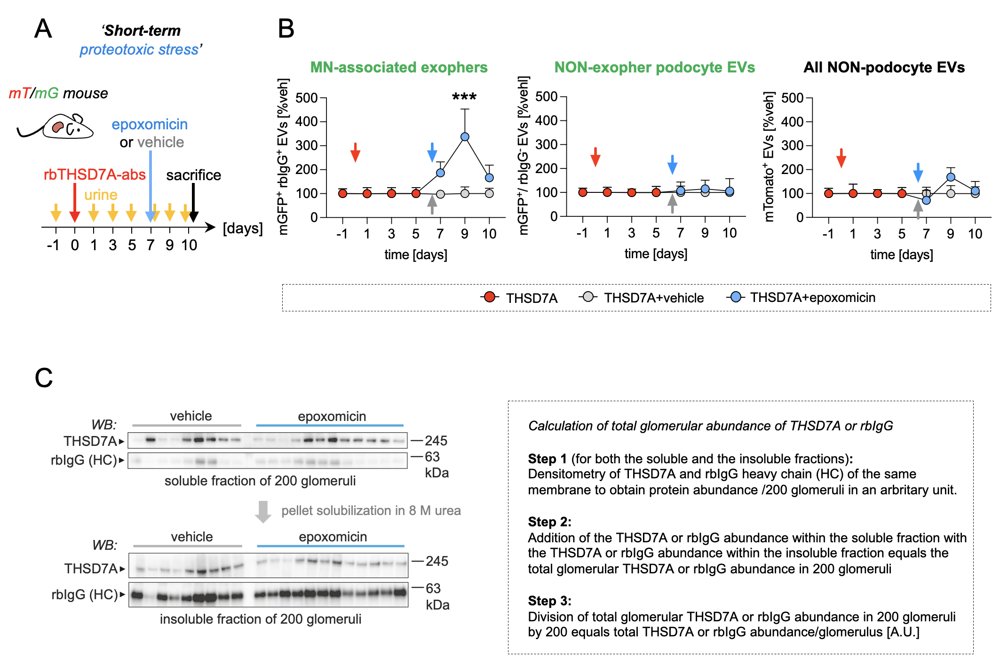 A
‘Short-term
proteotoxic stress’
mT/mG mouse
epoxomicin
or vehicle
rbTHSD7A-abs
sacrifice
urine
[days]
-1 0 1 3 5 7 9 10
B
MN-associated exophers
mGFP⁺ rbIgG⁺ EVs [%veh]
500
400
300
200
100
0
***
-1 1 3 5 7 9 10
time [days]
NON-exopher podocyte EVs
mGFP⁺/ rbIgG⁻ EVs [%vehl]
500
400
300
200
100
0
-1 1 3 5 7 9 10
time [days]
All NON-podocyte EVs
mTomato⁺ EVs [%veh]
500
400
300
200
100
0
-1 1 3 5 7 9 10
time [days]
THSD7A THSD7A+vehicle THSD7A+epoxomicin
C
vehicle epoxomicin
WB:
THSD7A 245
rbIgG (HC) 63
kDa
soluble fraction of 200 glomeruli
pellet solubilization in 8 M urea
vehicle epoxomicin
WB:
THSD7A 245
rbIgG (HC) 63
kDa
insoluble fraction of 200 glomeruli
Calculation of total glomerular abundance of THSD7A or rbIgG
Step 1 (for both the soluble and the insoluble fractions):
Densitometry of THSD7A and rbIgG heavy chain (HC) of the same
membrane to obtain protein abundance /200 glomeruli in an arbritary unit.
Step 2:
Addition of the THSD7A or rbIgG abundance within the soluble fraction with
the THSD7A or rbIgG abundance within the insoluble fraction equals the
total glomerular THSD7A or rbIgG abundance in 200 glomeruli
Step 3:
Division of total glomerular THSD7A or rbIgG abundance in 200 glomeruli
by 200 equals total THSD7A or rbIgG abundance/glomerulus [A.U.]